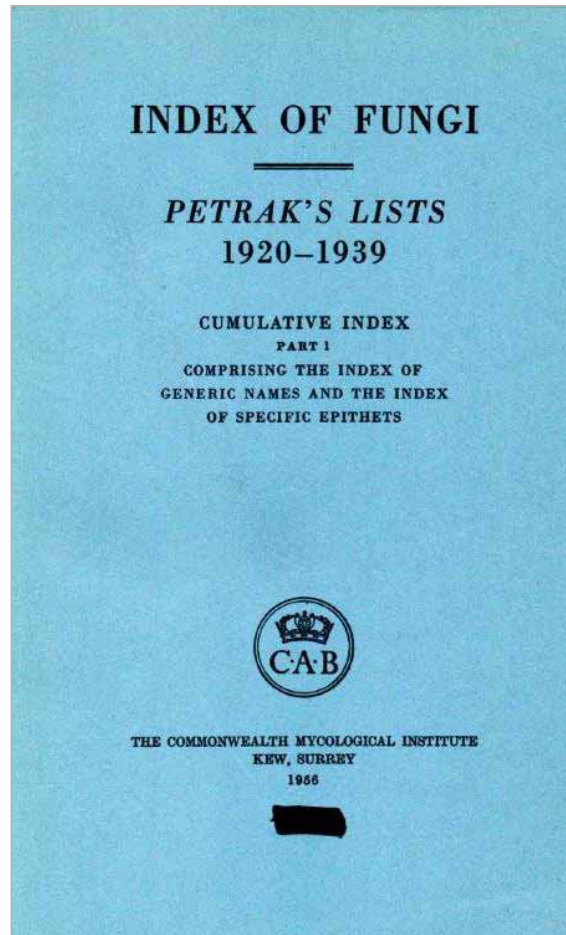 INDEX OF FUNGI
PETRAK'S LISTS
1920–1939
CUMULATIVE INDEX
PART 1
COMPRISING THE INDEX OF
GENERIC NAMES AND THE INDEX
OF SPECIFIC EPITHETS
C·A·B
THE COMMONWEALTH MYCOLOGICAL INSTITUTE
KEW, SURREY
1956